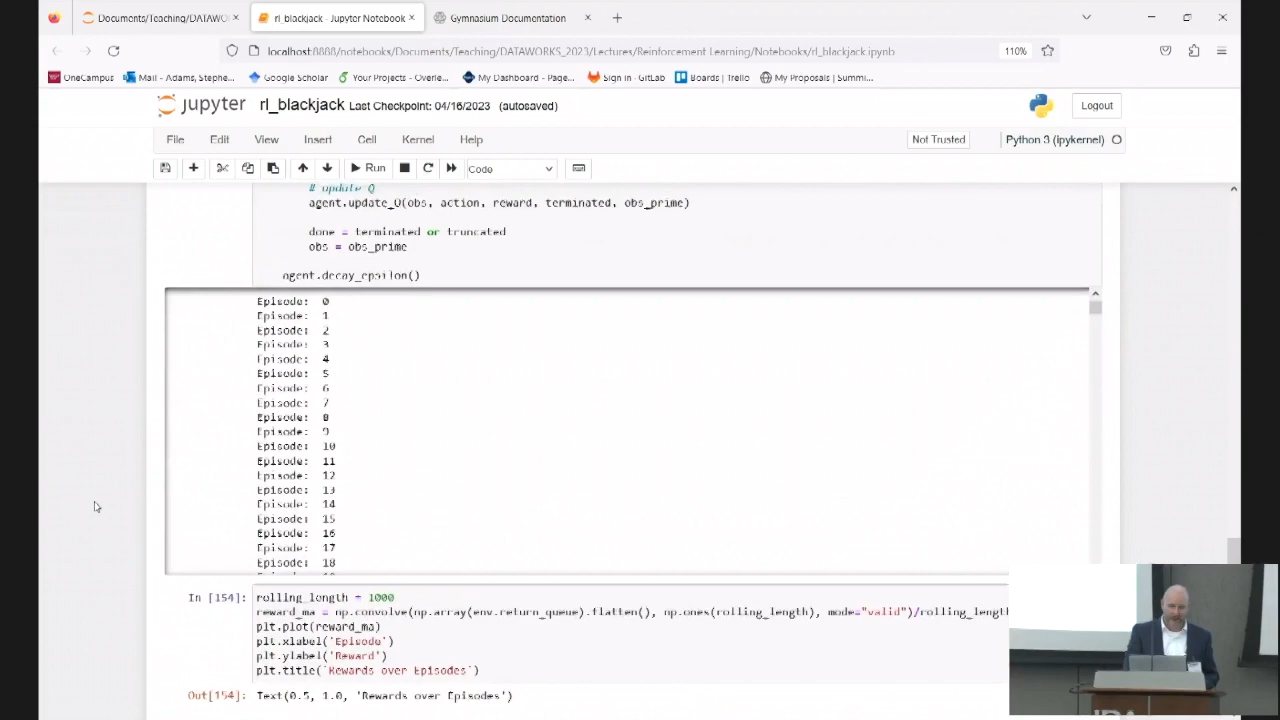 Documents/Teaching/DATAWO
rl_blackjack - Jupyter Notebook
Gymnasium Documentation
localhost:8888/notebooks/Documents/Teaching/DATAWORKS_2023/Lectures/Reinforcement Learning/Notebooks/rl_blackjack.ipynb
110%
OneCampus
Mail - Adams, Stephe...
Google Scholar
Your Projects - Overle...
My Dashboard - Page...
Sign in · GitLab
Boards | Trello
My Proposals | Summi...
jupyter rl_blackjack Last Checkpoint: 04/16/2023 (autosaved)
Logout
File Edit View Insert Cell Kernel Help
Not Trusted
Python 3 (ipykernel)
Run
Code
# update Q
agent.update_Q(obs, action, reward, terminated, obs_prime)
done = terminated or truncated
obs = obs_prime
agent.decay_epsilon()
Episode: 0
Episode: 1
Episode: 2
Episode: 3
Episode: 4
Episode: 5
Episode: 6
Episode: 7
Episode: 8
Episode: 9
Episode: 10
Episode: 11
Episode: 12
Episode: 13
Episode: 14
Episode: 15
Episode: 16
Episode: 17
Episode: 18
In [154]:
rolling_length = 1000
reward_ma = np.convolve(np.array(env.return_queue).flatten(), np.ones(rolling_length), mode="valid")/rolling_length
plt.plot(reward_ma)
plt.xlabel('Episode')
plt.ylabel('Reward')
plt.title('Rewards over Episodes')
Out[154]: Text(0.5, 1.0, 'Rewards over Episodes')